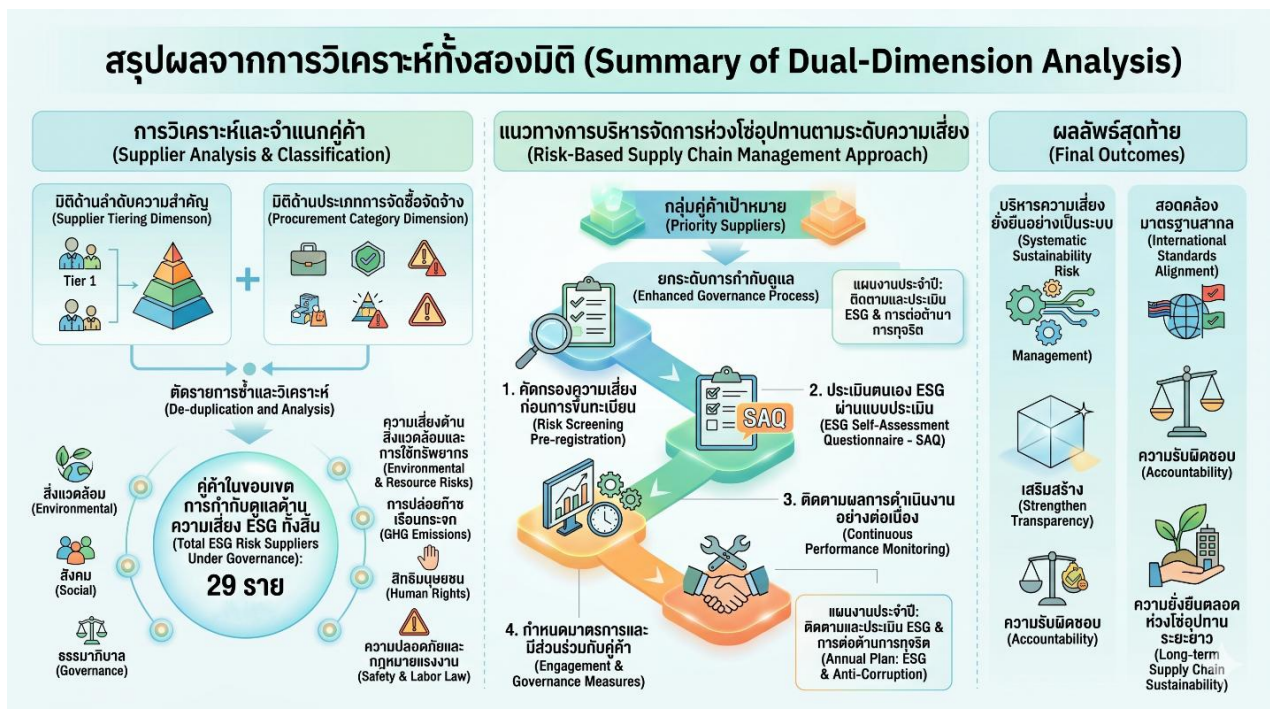 สรุปผลจากการวิเคราะห์ทั้งสองมิติ (Summary of Dual-Dimension Analysis)
การวิเคราะห์และจำแนกคู่ค้า
(Supplier Analysis & Classification)
มิติด้านลำดับความสำคัญ
(Supplier Tiering Dimenson)
Tier 1
+
มิติด้านประเภทการจัดซื้อจัดจ้าง
(Procurement Category Dimension)
ตัดรายการซ้ำและวิเคราะห์
(De-duplication and Analysis)
สิ่งแวดล้อม
(Environmental)
สังคม
(Social)
ธรรมาภิบาล
(Governance)
คู่ค้าในขอบเขต
การกำกับดูแลด้าน
ความเสี่ยง ESG ทั้งสิ้น
(Total ESG Risk Suppliers
Under Governance):
29 ราย
ความเสี่ยงด้าน
สิ่งแวดล้อมและ
การใช้ทรัพยากร
(Environmental
& Resource Risks)
การปล่อยก๊าซ
เรือนกระจก
(GHG Emissions)
สิทธิมนุษยชน
(Human Rights)
ความปลอดภัยและ
กฎหมายแรงงาน
(Safety & Labor Law)
แนวทางการบริหารจัดการห่วงโซ่อุปทานตามระดับความเสี่ยง
(Risk-Based Supply Chain Management Approach)
กลุ่มคู่ค้าเป้าหมาย
(Priority Suppliers)
ยกระดับการกำกับดูแล
(Enhanced Governance Process)
แผนงานประจำปี:
ติดตามและประเมิน
ESG & การต่อต้านา
การทุจริต
1. คัดกรองความเสี่ยง
ก่อนการขึ้นทะเบียน
(Risk Screening
Pre-registration)
SAQ
2. ประเมินตนเอง ESG
ผ่านแบบประเมิน
(ESG Self-Assessment
Questionnaire - SAQ)
3. ติดตามผลการดำเนินงาน
อย่างต่อเนื่อง
(Continuous
Performance Monitoring)
4. กำหนดมาตรการและ
มีส่วนร่วมกับคู่ค้า
(Engagement &
Governance Measures)
แผนงานประจำปี:
ติดตามและประเมิน ESG &
การต่อต้านการทุจริต
(Annual Plan: ESG
& Anti-Corruption)
ผลลัพธ์สุดท้าย
(Final Outcomes)
บริหารความเสี่ยง
ยั่งยืนอย่างเป็นระบบ
(Systematic
Sustainability
Risk
Management)
เสริมสร้าง
(Strengthen
Transparency)
ความรับผิดชอบ
(Accountability)
สอดคล้อง
มาตรฐานสากล
(International
Standards
Alignment)
ความรับผิดชอบ
(Accountability)
ความยั่งยืนตลอด
ห่วงโซ่อุปทาน
ระยะยาว
(Long-term
Supply Chain
Sustainability)